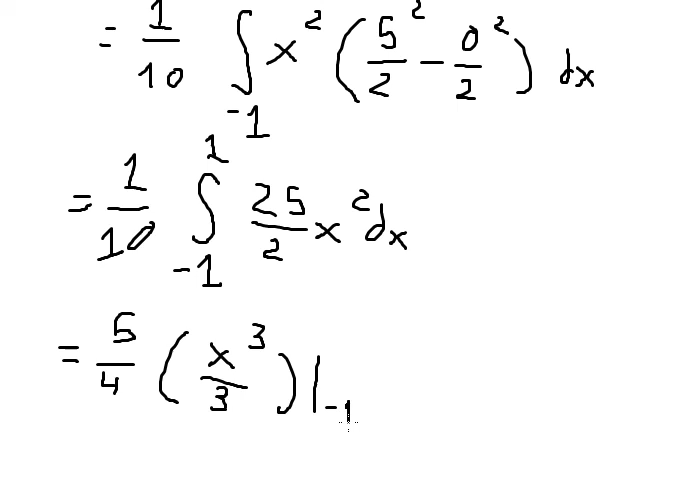 = 1/10 ∫_{-1} x² (5²/2 - 0²/2) dx
= 1/10 ∫_{-1}^{1} 25/2 x² dx
= 5/4 (x³/3) |_{-1}